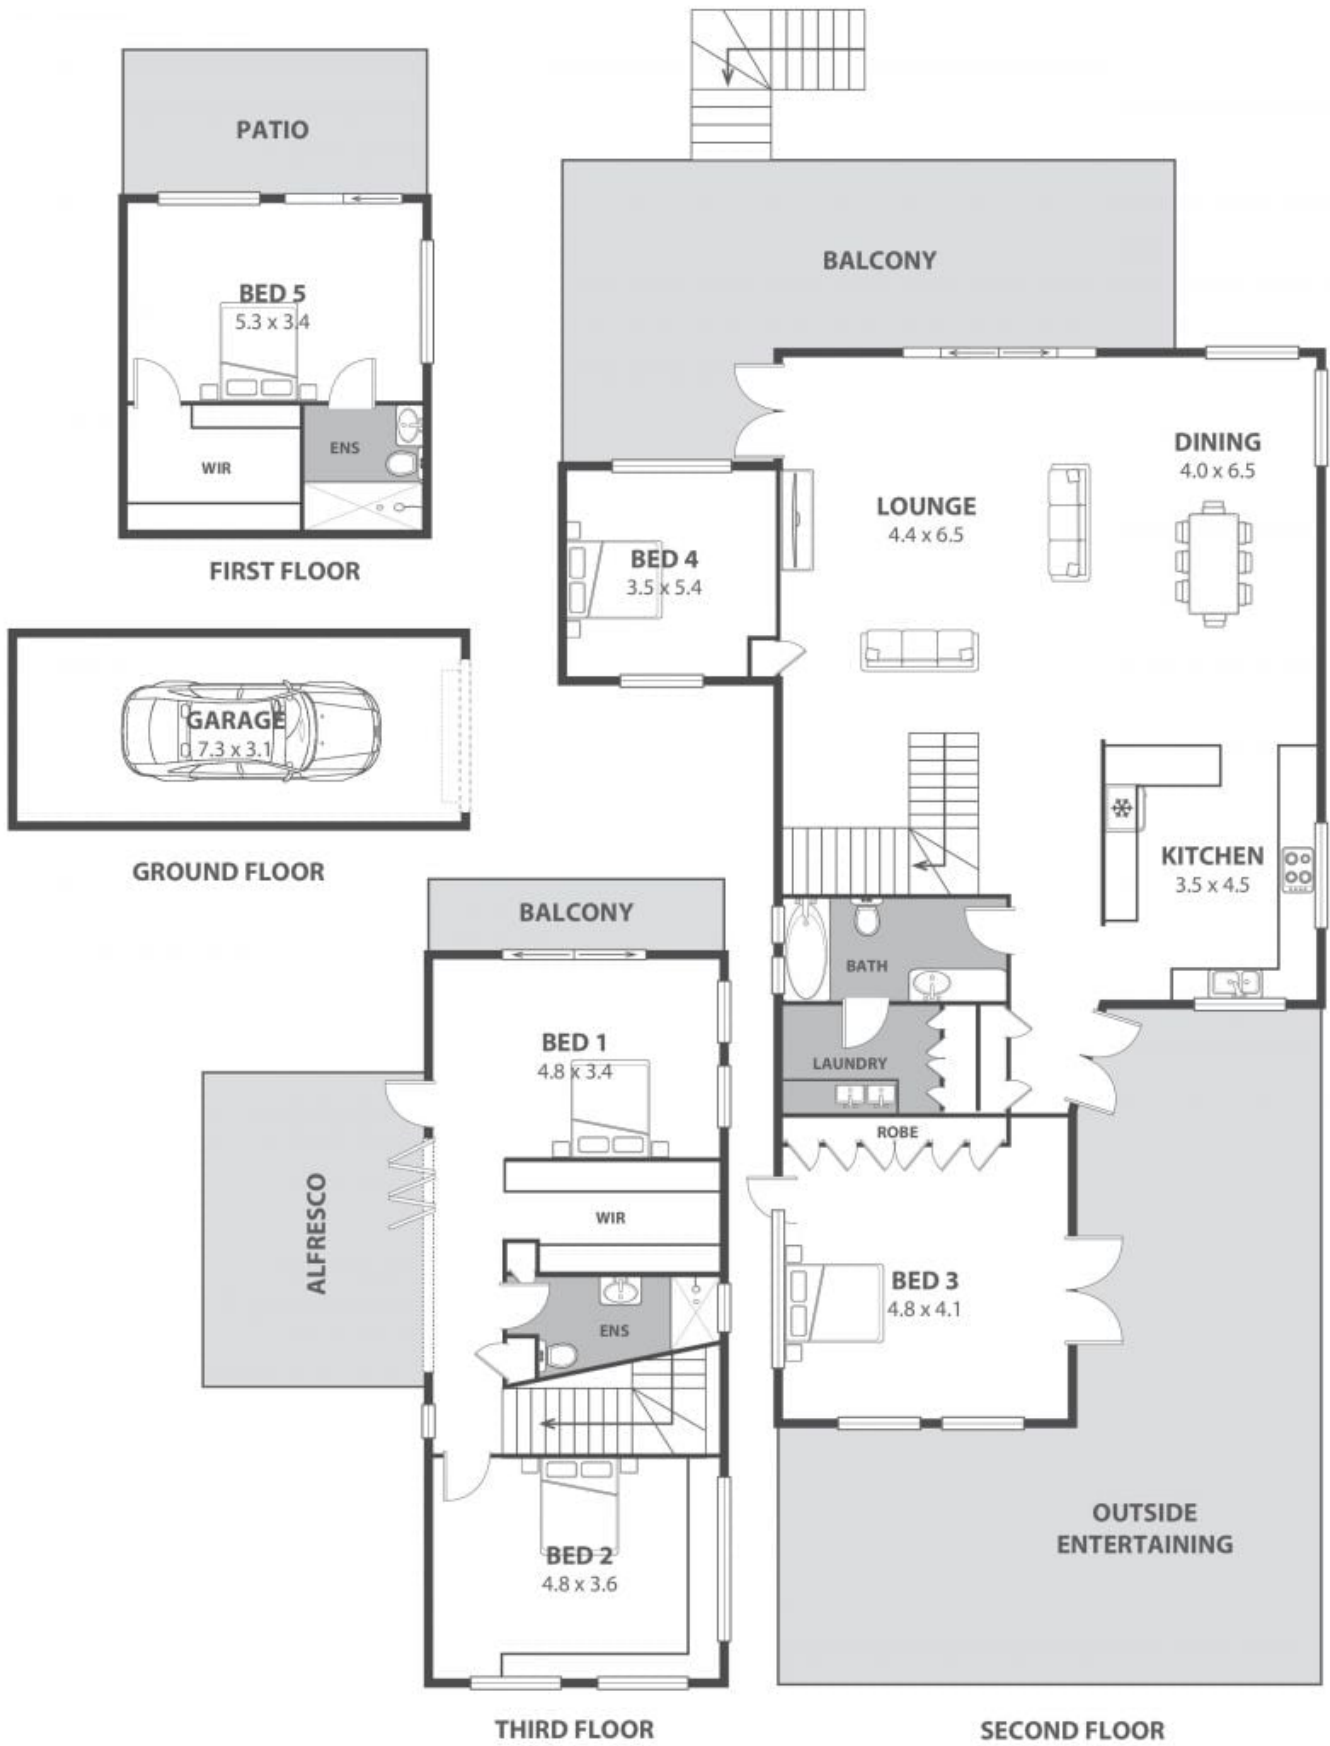 PATIO
BED 5
5.3 x 3.4
WIR
ENS
FIRST FLOOR
GARAGE
7.3 x 3.1
GROUND FLOOR
BALCONY
BED 1
4.8 x 3.4
ALFRESCO
WIR
ENS
BED 2
4.8 x 3.6
THIRD FLOOR
BALCONY
DINING
4.0 x 6.5
LOUNGE
4.4 x 6.5
BED 4
3.5 x 5.4
KITCHEN
3.5 x 4.5
BATH
LAUNDRY
ROBE
BED 3
4.8 x 4.1
OUTSIDE
ENTERTAINING
SECOND FLOOR